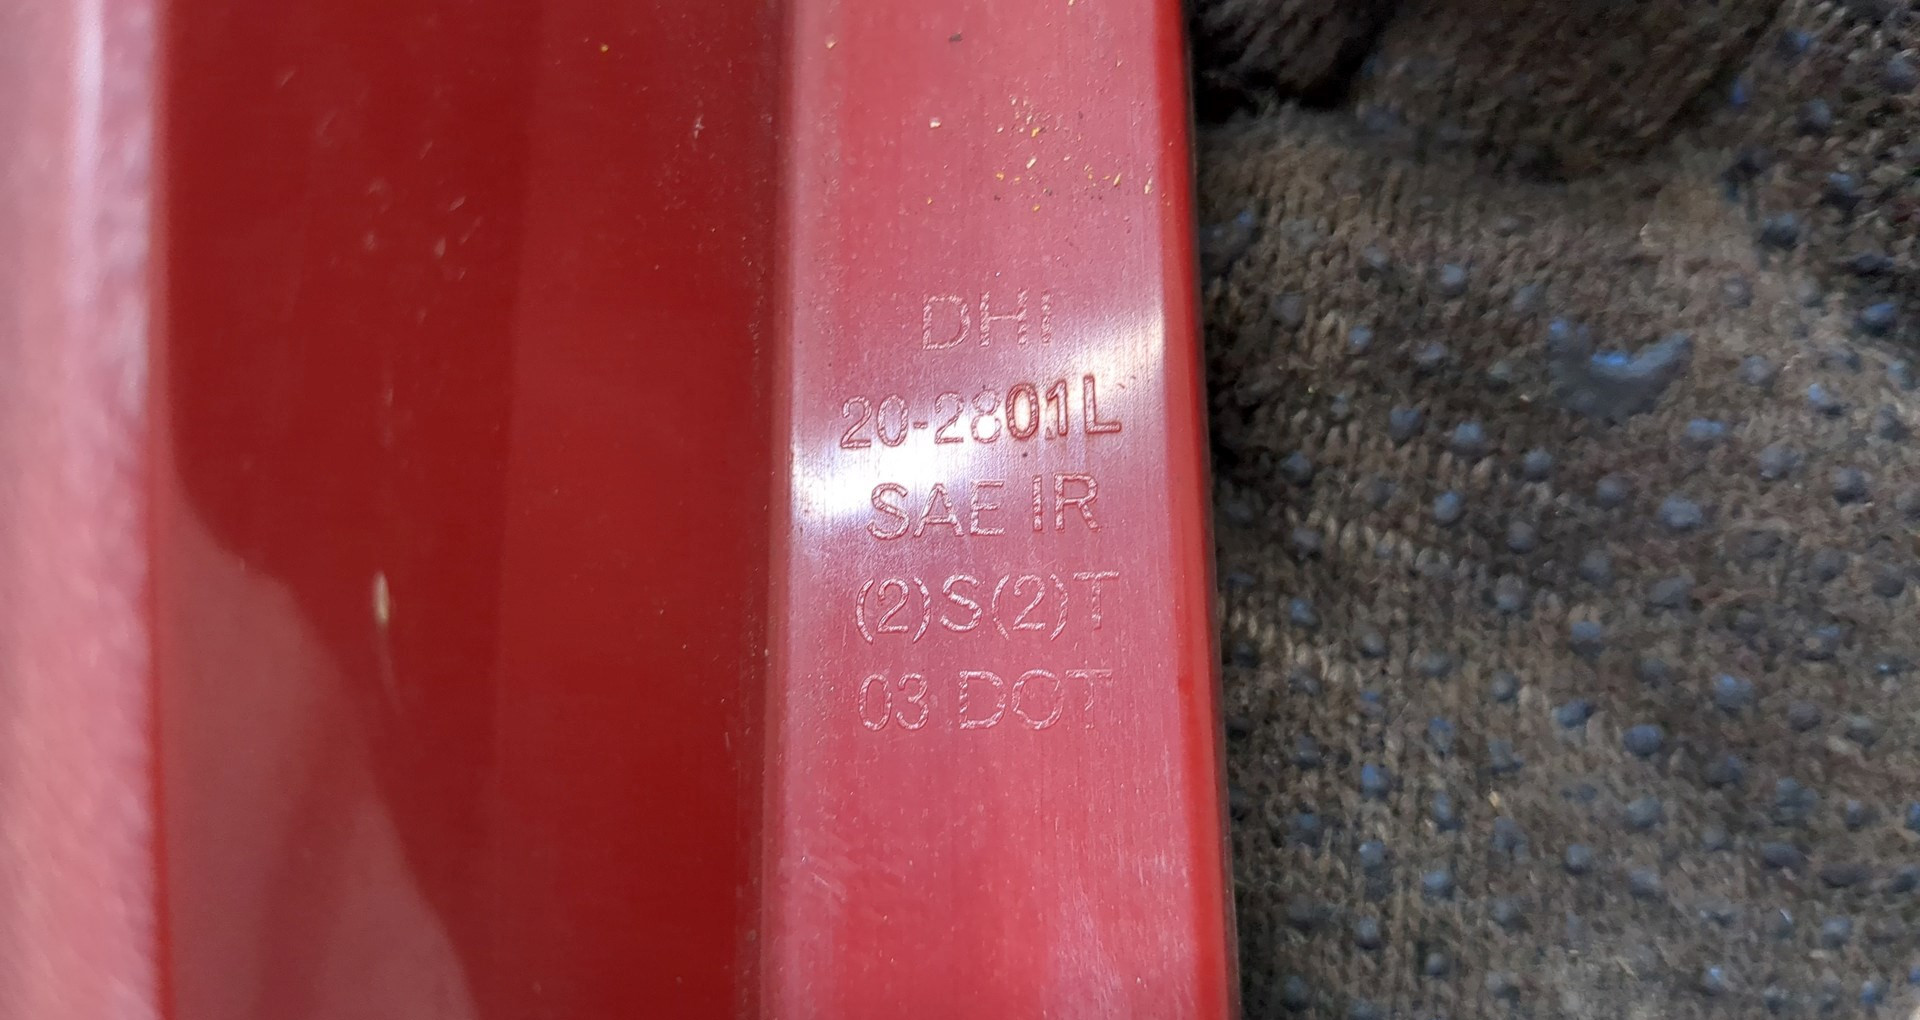 DHI
20-2801L
SAE IR
(2)S(2)T
03 DOT